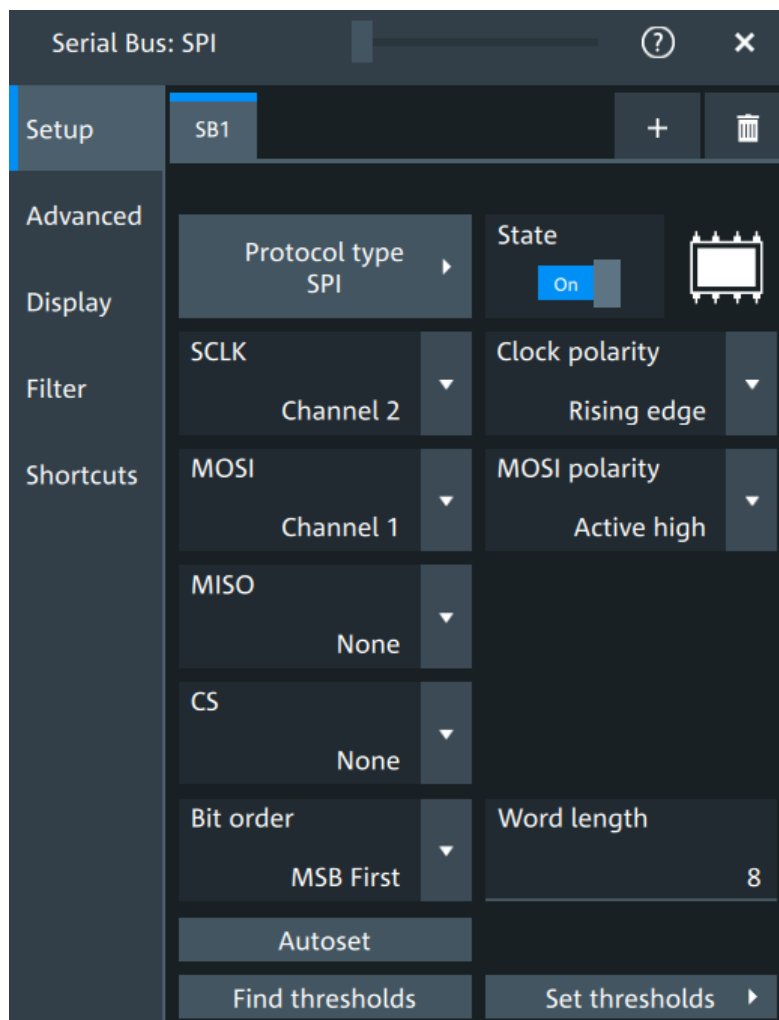 Serial Bus: SPI
?
Setup
SB1
+
Advanced
Protocol type
SPI
State
On
Display
SCLK
Channel 2
Clock polarity
Rising edge
Filter
MOSI
Channel 1
MOSI polarity
Active high
Shortcuts
MISO
None
CS
None
Bit order
MSB First
Word length
8
Autoset
Find thresholds
Set thresholds